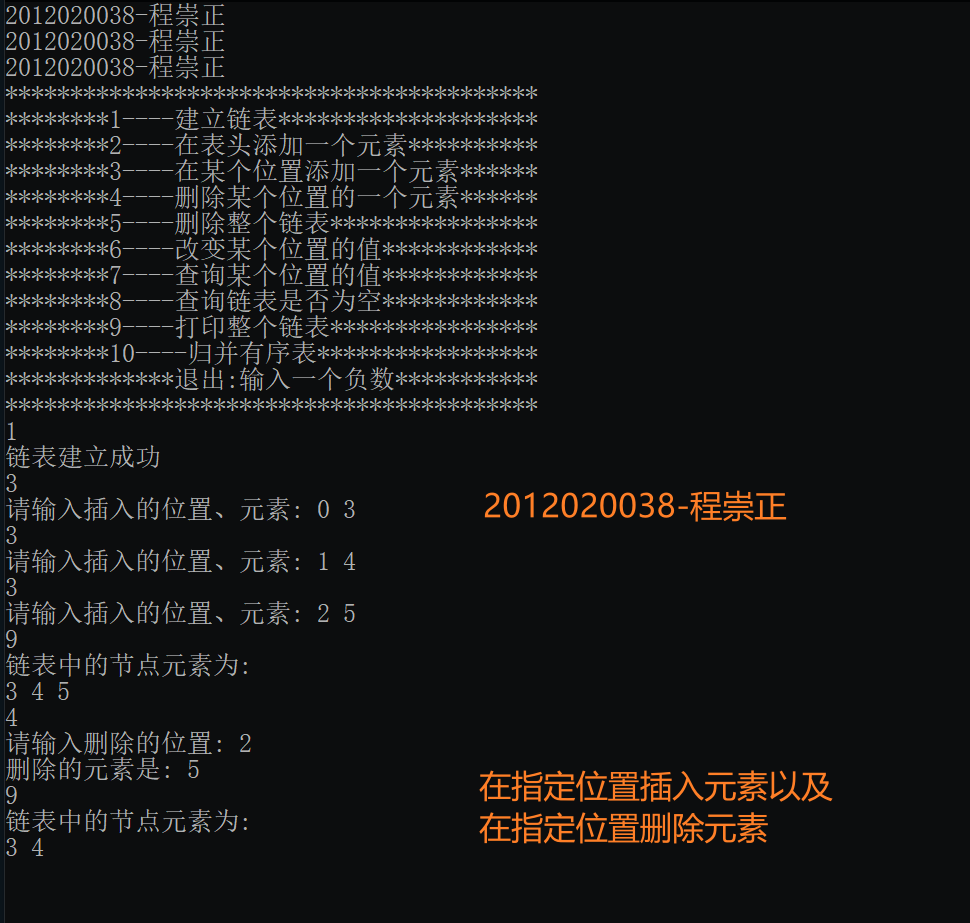 2012020038-程崇正
2012020038-程崇正
2012020038-程崇正
*****************************************
********1----建立链表********************
********2----在表头添加一个元素**********
********3----在某个位置添加一个元素******
********4----删除某个位置的一个元素******
********5----删除整个链表****************
********6----改变某个位置的值************
********7----查询某个位置的值************
********8----查询链表是否为空************
********9----打印整个链表****************
********10----归并有序表*****************
*************退出:输入一个负数***********
*****************************************
1
链表建立成功
3
请输入插入的位置、元素: 0 3
2012020038-程崇正
3
请输入插入的位置、元素: 1 4
3
请输入插入的位置、元素: 2 5
9
链表中的节点元素为:
3 4 5
4
请输入删除的位置: 2
删除的元素是: 5
9
链表中的节点元素为:
3 4
在指定位置插入元素以及
在指定位置删除元素